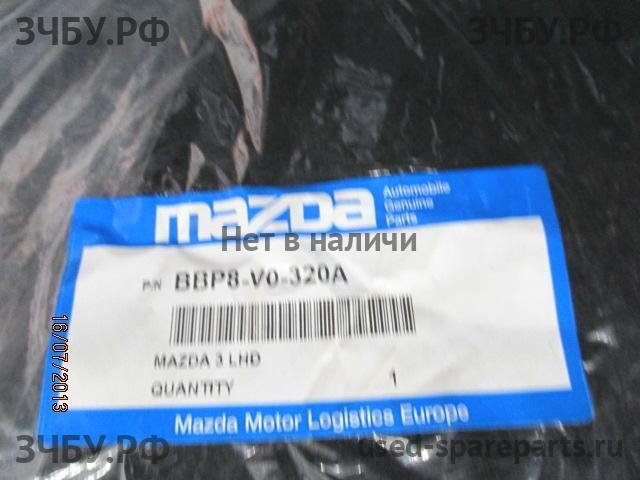 ЗЧБУ.РФ
ЗЧБУ.РФ
mazda
Automobile
Genuine
Parts
Нет в наличи
P/N BBP8-V0-320A
MAZDA 3 LHD
QUANTITY 1
Mazda Motor Logistics Europe
16/07/2013
ЗЧБУ.РФ
used-spareparts.ru